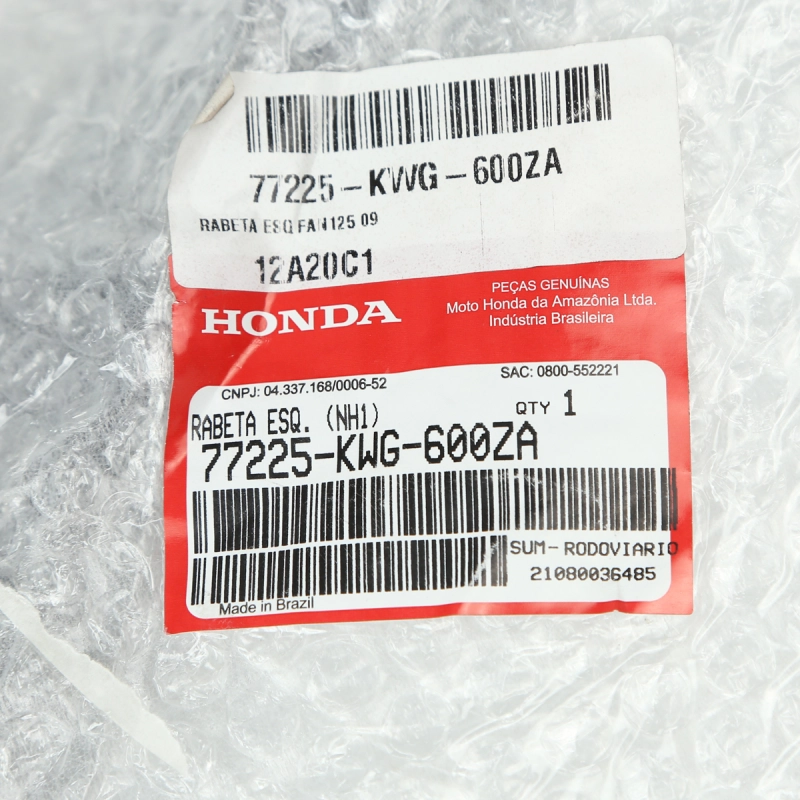 77225-KWG-600ZA
RABETA ESQ FAN125 09
12A20C1
HONDA
PEÇAS GENUÍNAS
Moto Honda da Amazônia Ltda.
Indústria Brasileira
CNPJ: 04.337.168/0006-52
SAC: 0800-552221
RABETA ESQ. (NH1)
QTY 1
77225-KWG-600ZA
SUM-RODOVIARIO
21080036485
Made in Brazil